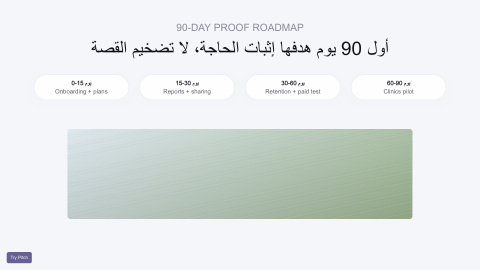 90-DAY PROOF ROADMAP
أول 90 يوم هدفها إثبات الحاجة، لا تضخيم القصة
0-15 يوم
Onboarding + plans
15-30 يوم
Reports + sharing
30-60 يوم
Retention + paid test
60-90 يوم
Clinics pilot
Try Pitch